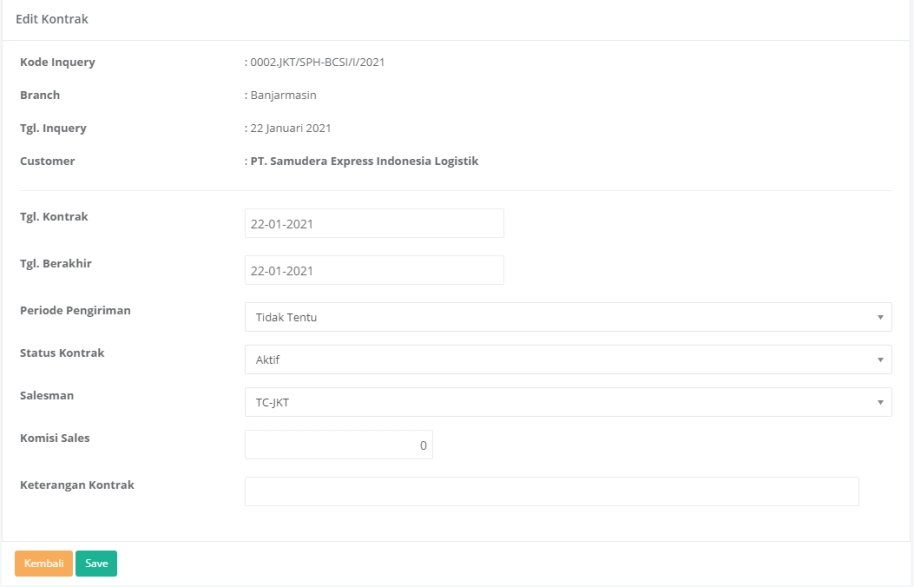 Edit Kontrak
Kode Inquery : 0002.JKT/SPH-BCSI/I/2021
Branch : Banjarmasin
Tgl. Inquery : 22 Januari 2021
Customer : PT. Samudera Express Indonesia Logistik
Tgl. Kontrak 22-01-2021
Tgl. Berakhir 22-01-2021
Periode Pengiriman Tidak Tentu
Status Kontrak Aktif
Salesman TC-JKT
Komisi Sales 0
Keterangan Kontrak
Kembali Save